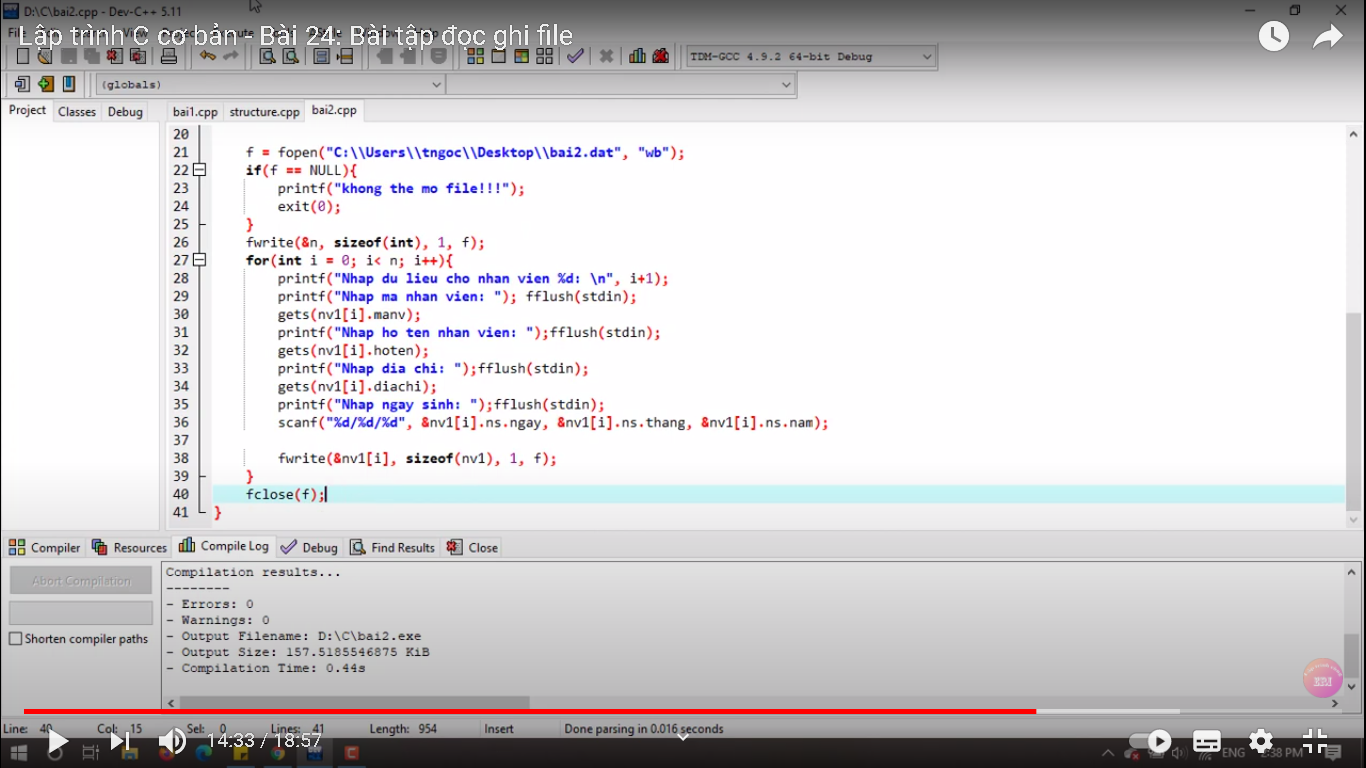 D:\C\bai2.cpp - Dev-C++ 5.11
Lập trình C cơ bản - Bài 24: Bài tập đọc ghi file
TDM-GCC 4.9.2 64-bit Debug
(globals)
Project Classes Debug bai1.cpp structure.cpp bai2.cpp
20
21 f = fopen("C:\\Users\\tngoc\\Desktop\\bai2.dat", "wb");
22 if(f == NULL){
23 printf("khong the mo file!!!");
24 exit(0);
25 }
26 fwrite(&n, sizeof(int), 1, f);
27 for(int i = 0; i< n; i++){
28 printf("Nhap du lieu cho nhan vien %d: \n", i+1);
29 printf("Nhap ma nhan vien: "); fflush(stdin);
30 gets(nv1[i].manv);
31 printf("Nhap ho ten nhan vien: ");fflush(stdin);
32 gets(nv1[i].hoten);
33 printf("Nhap dia chi: ");fflush(stdin);
34 gets(nv1[i].diachi);
35 printf("Nhap ngay sinh: ");fflush(stdin);
36 scanf("%d/%d/%d", &nv1[i].ns.ngay, &nv1[i].ns.thang, &nv1[i].ns.nam);
37
38 fwrite(&nv1[i], sizeof(nv1), 1, f);
39 }
40 fclose(f);
41 }
Compiler Resources Compile Log Debug Find Results Close
Abort Compilation
Shorten compiler paths
Compilation results...
--------
- Errors: 0
- Warnings: 0
- Output Filename: D:\C\bai2.exe
- Output Size: 157.5185546875 KiB
- Compilation Time: 0.44s
Line: 40 Col: 15 Sel: 0 Lines: 41 Length: 954 Insert Done parsing in 0.016 seconds
14:33 / 18:57
ENG